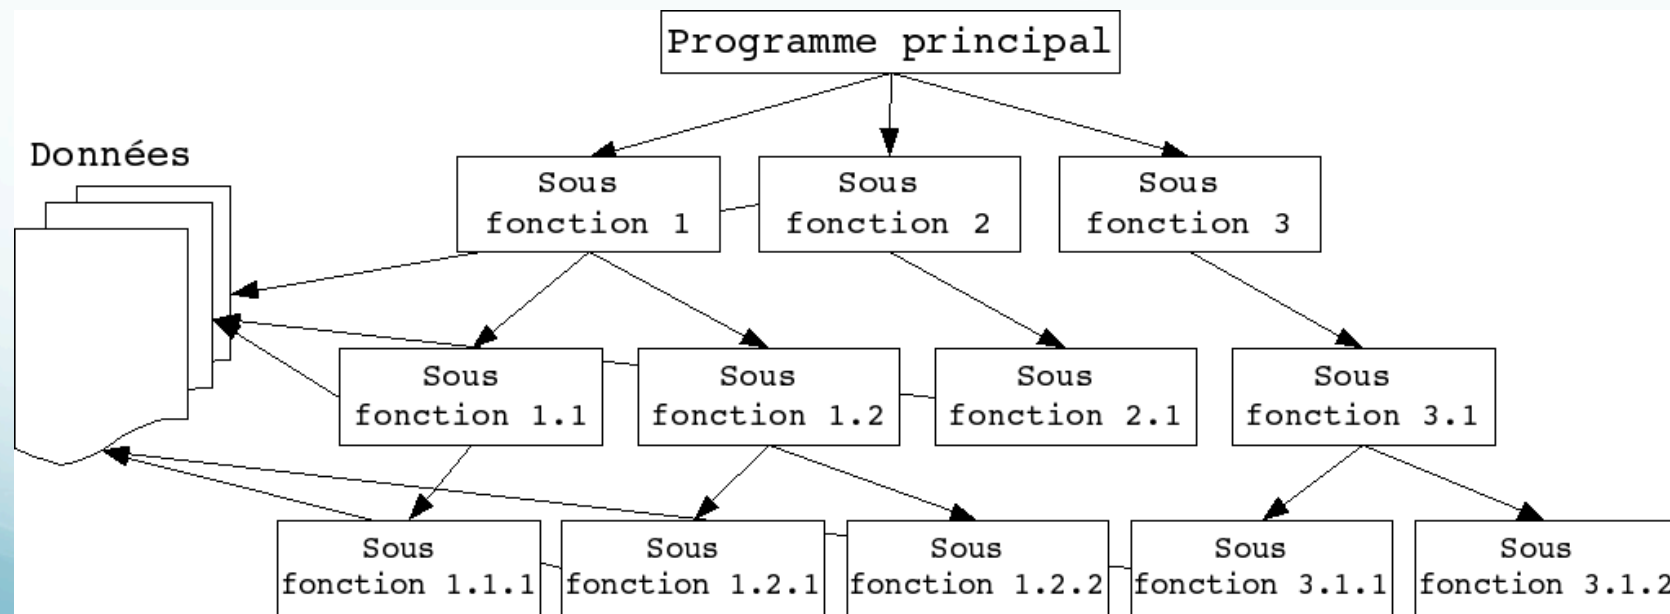 Programme principal
Données
Sous
fonction 1
Sous
fonction 2
Sous
fonction 3
Sous
fonction 1.1
Sous
fonction 1.2
Sous
fonction 2.1
Sous
fonction 3.1
Sous
fonction 1.1.1
Sous
fonction 1.2.1
Sous
fonction 1.2.2
Sous
fonction 3.1.1
Sous
fonction 3.1.2